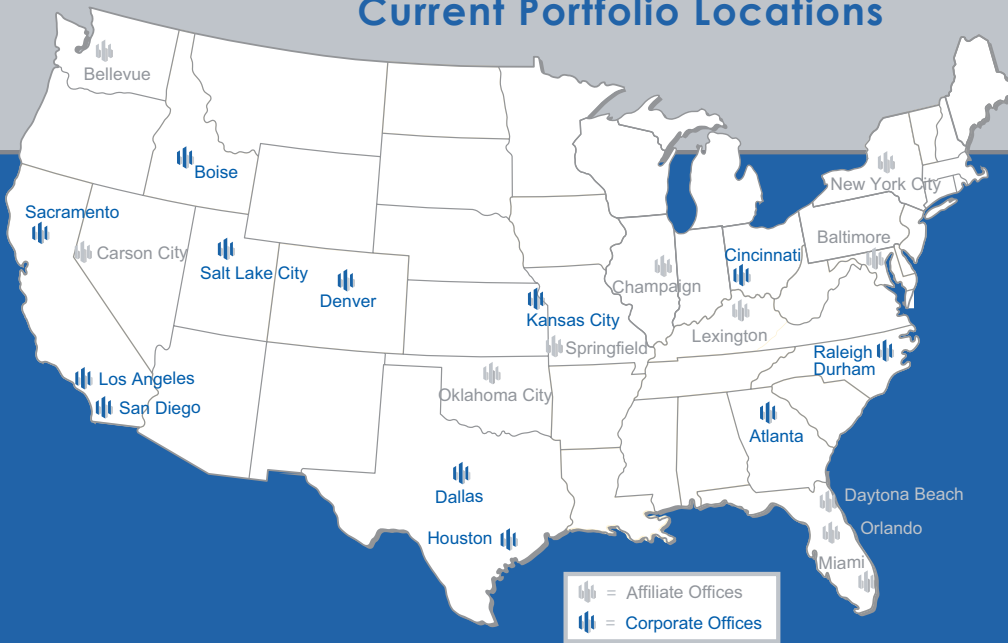 Current Portfolio Locations
Bellevue
Boise
New York City
Sacramento
Baltimore
Carson City
Salt Lake City
Cincinnati
Denver
Champaign
Kansas City
Lexington
Springfield
Raleigh
Durham
Los Angeles
Oklahoma City
San Diego
Atlanta
Dallas
Daytona Beach
Houston
Orlando
Miami
= Affiliate Offices
= Corporate Offices